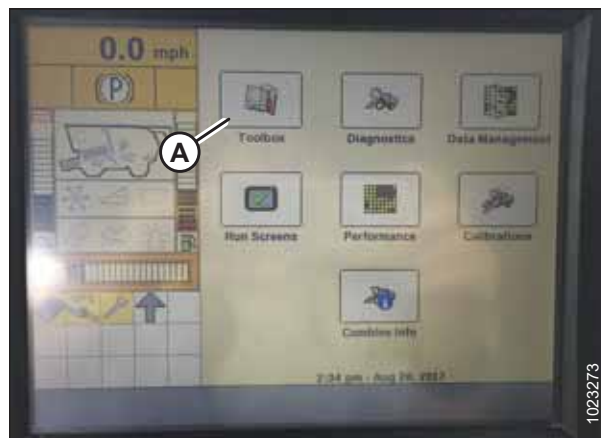 0.0 mph
(P)
A
Toolbox
Diagnostics
Data Management
Run Screens
Performance
Calibrations
Combine Info
2:34 pm - Aug 24, 2017
1023273